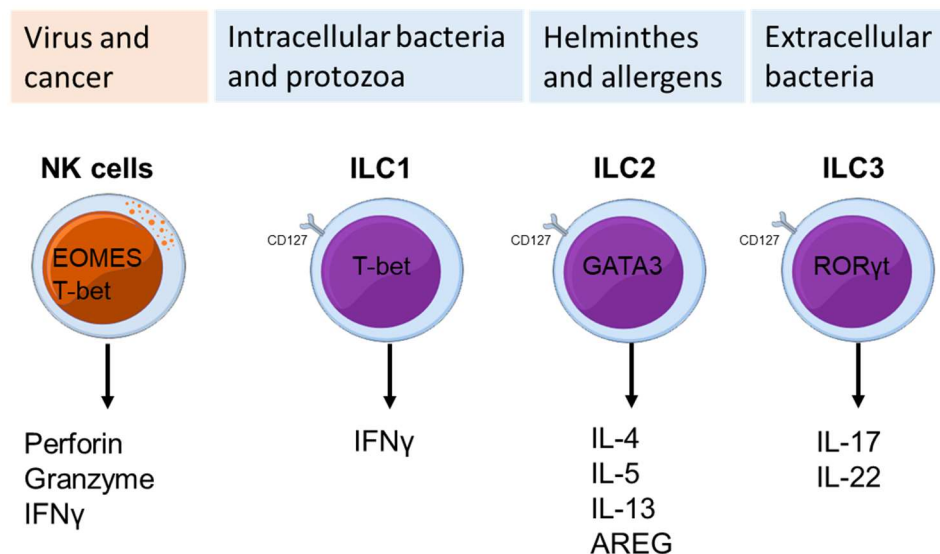 Virus and
cancer
Intracellular bacteria
and protozoa
Helminthes
and allergens
Extracellular
bacteria
NK cells
ILC1
ILC2
ILC3
CD127
CD127
CD127
EOMES
T-bet
T-bet
GATA3
RORγt
Perforin
Granzyme
IFNγ
IFNγ
IL-4
IL-5
IL-13
AREG
IL-17
IL-22